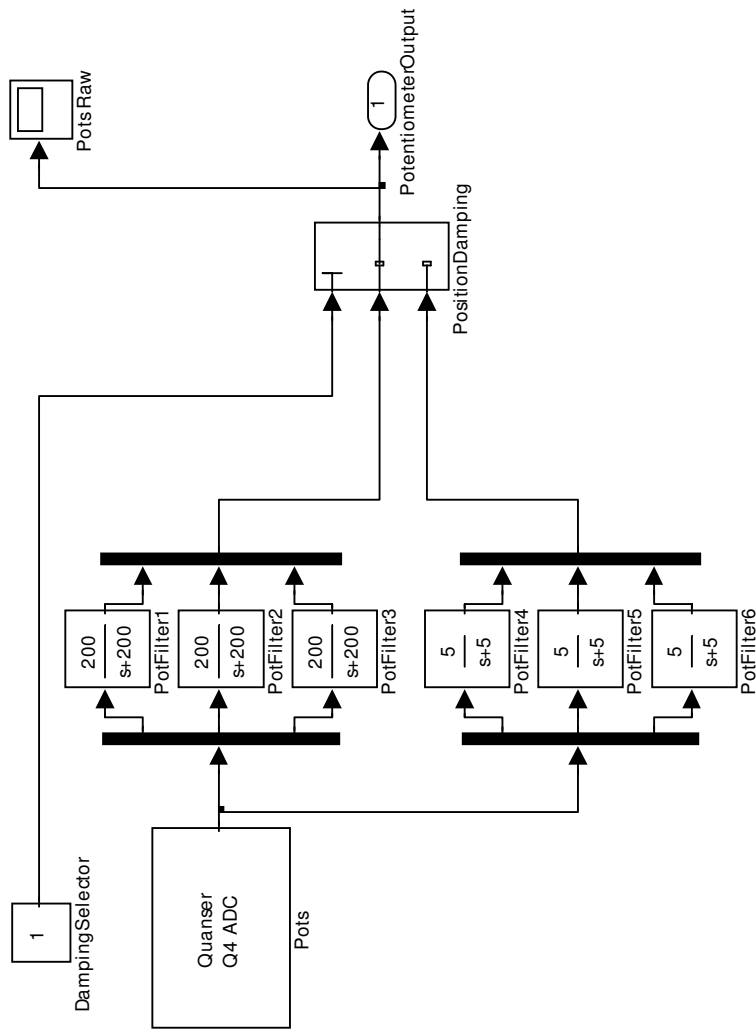 1
DampingSelector
Quanser
Q4 ADC
Pots
200
s+200
PotFilter1
200
s+200
PotFilter2
200
s+200
PotFilter3
5
s+5
PotFilter4
5
s+5
PotFilter5
5
s+5
PotFilter6
PositionDamping
PotsRaw
1
PotentiometerOutput